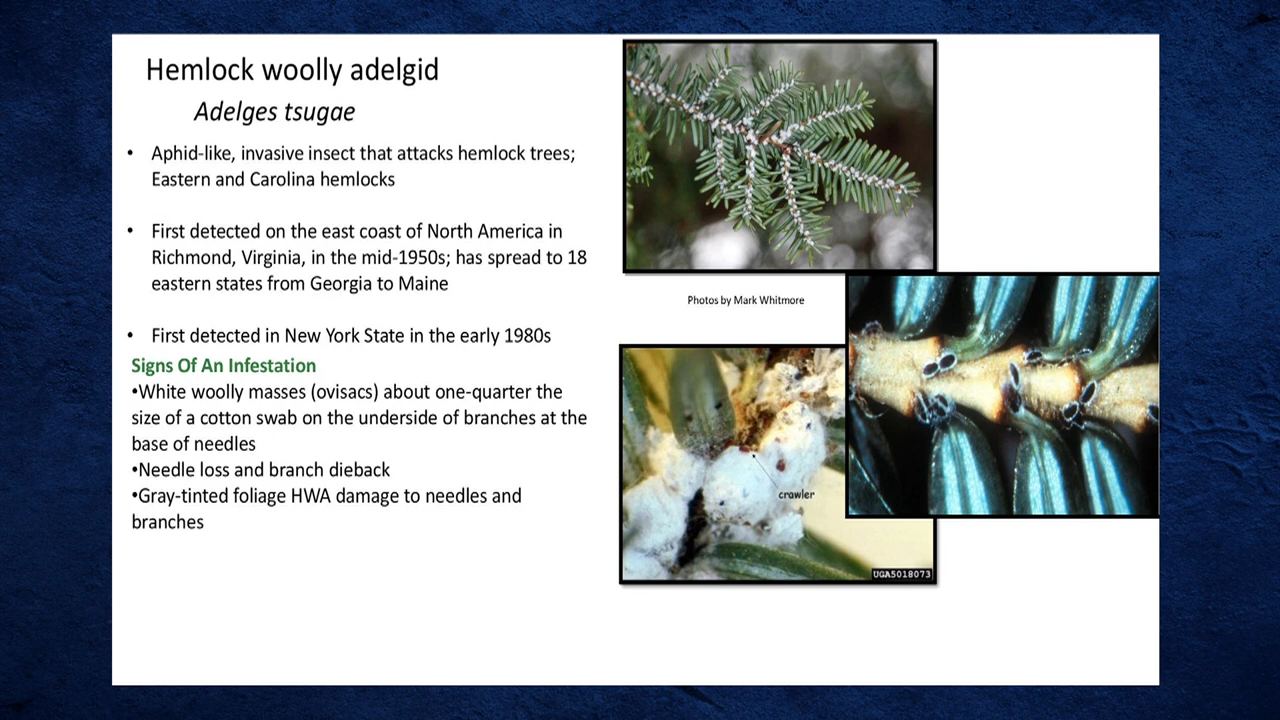 Hemlock woolly adelgid
Adelges tsugae
• Aphid-like, invasive insect that attacks hemlock trees;
Eastern and Carolina hemlocks
• First detected on the east coast of North America in
Richmond, Virginia, in the mid-1950s; has spread to 18
eastern states from Georgia to Maine
• First detected in New York State in the early 1980s
Signs Of An Infestation
•White woolly masses (ovisacs) about one-quarter the
size of a cotton swab on the underside of branches at the
base of needles
•Needle loss and branch dieback
•Gray-tinted foliage HWA damage to needles and
branches
Photos by Mark Whitmore
crawler
UGA5018073